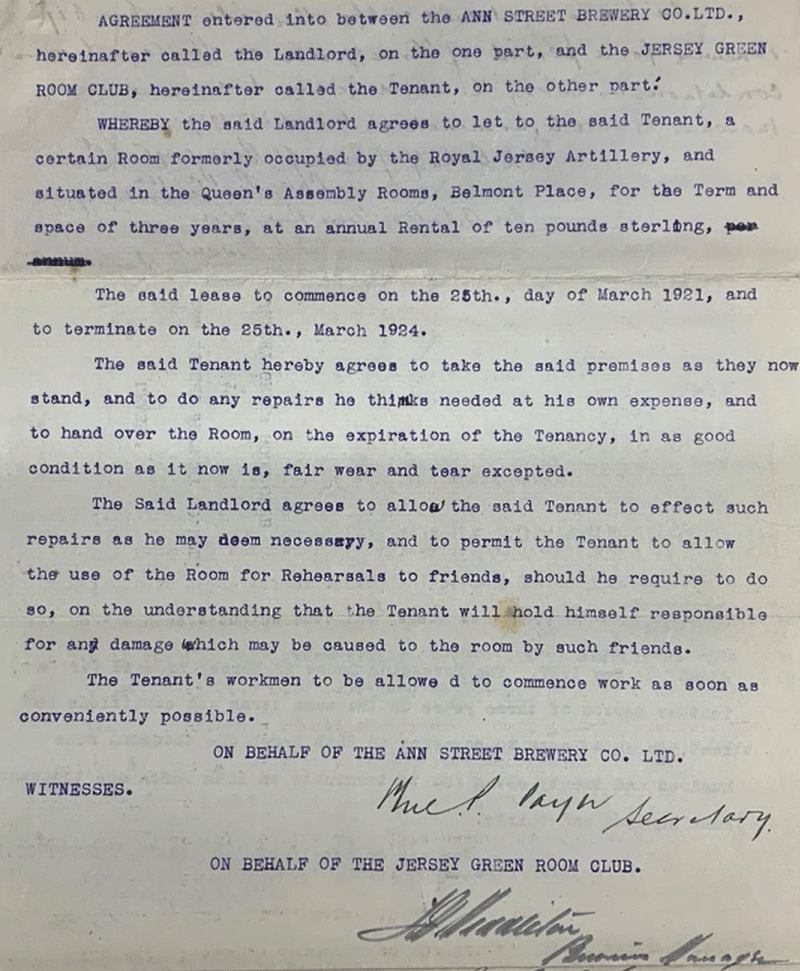 AGREEMENT entered into between the ANN STREET BREWERY CO.LTD.,
hereinafter called the Landlord, on the one part, and the JERSEY GREEN
ROOM CLUB, hereinafter called the Tenant, on the other part.
WHEREBY the said Landlord agrees to let to the said Tenant, a
certain Room formerly occupied by the Royal Jersey Artillery, and
situated in the Queen's Assembly Rooms, Belmont Place, for the Term and
space of three years, at an annual Rental of ten pounds sterling, per
annum.
The said lease to commence on the 25th., day of March 1921, and
to terminate on the 25th., March 1924.
The said Tenant hereby agrees to take the said premises as they now
stand, and to do any repairs he thinks needed at his own expense, and
to hand over the Room, on the expiration of the Tenancy, in as good
condition as it now is, fair wear and tear excepted.
The Said Landlord agrees to allow the said Tenant to effect such
repairs as he may deem necessary, and to permit the Tenant to allow
the use of the Room for Rehearsals to friends, should he require to do
so, on the understanding that the Tenant will hold himself responsible
for any damage which may be caused to the room by such friends.
The Tenant's workmen to be allowe d to commence work as soon as
conveniently possible.
ON BEHALF OF THE ANN STREET BREWERY CO. LTD.
WITNESSES.
Secretary.
ON BEHALF OF THE JERSEY GREEN ROOM CLUB.
Business Manager